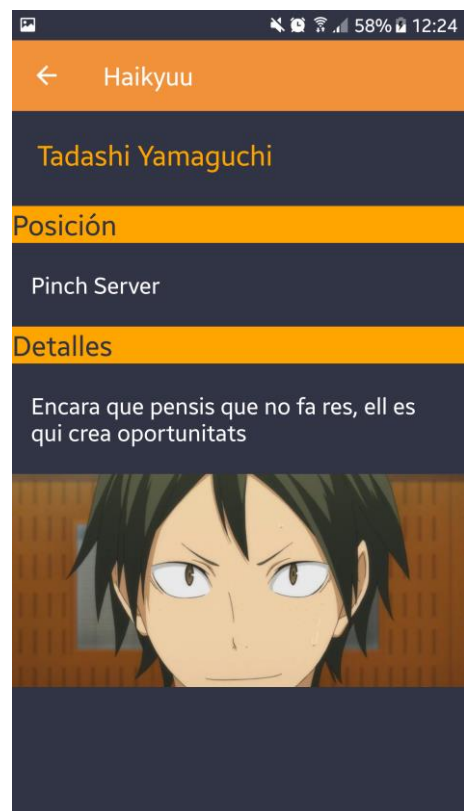 58% 12:24
Haikyuu
Tadashi Yamaguchi
Posición
Pinch Server
Detalles
Encara que pensis que no fa res, ell es
qui crea oportunitats